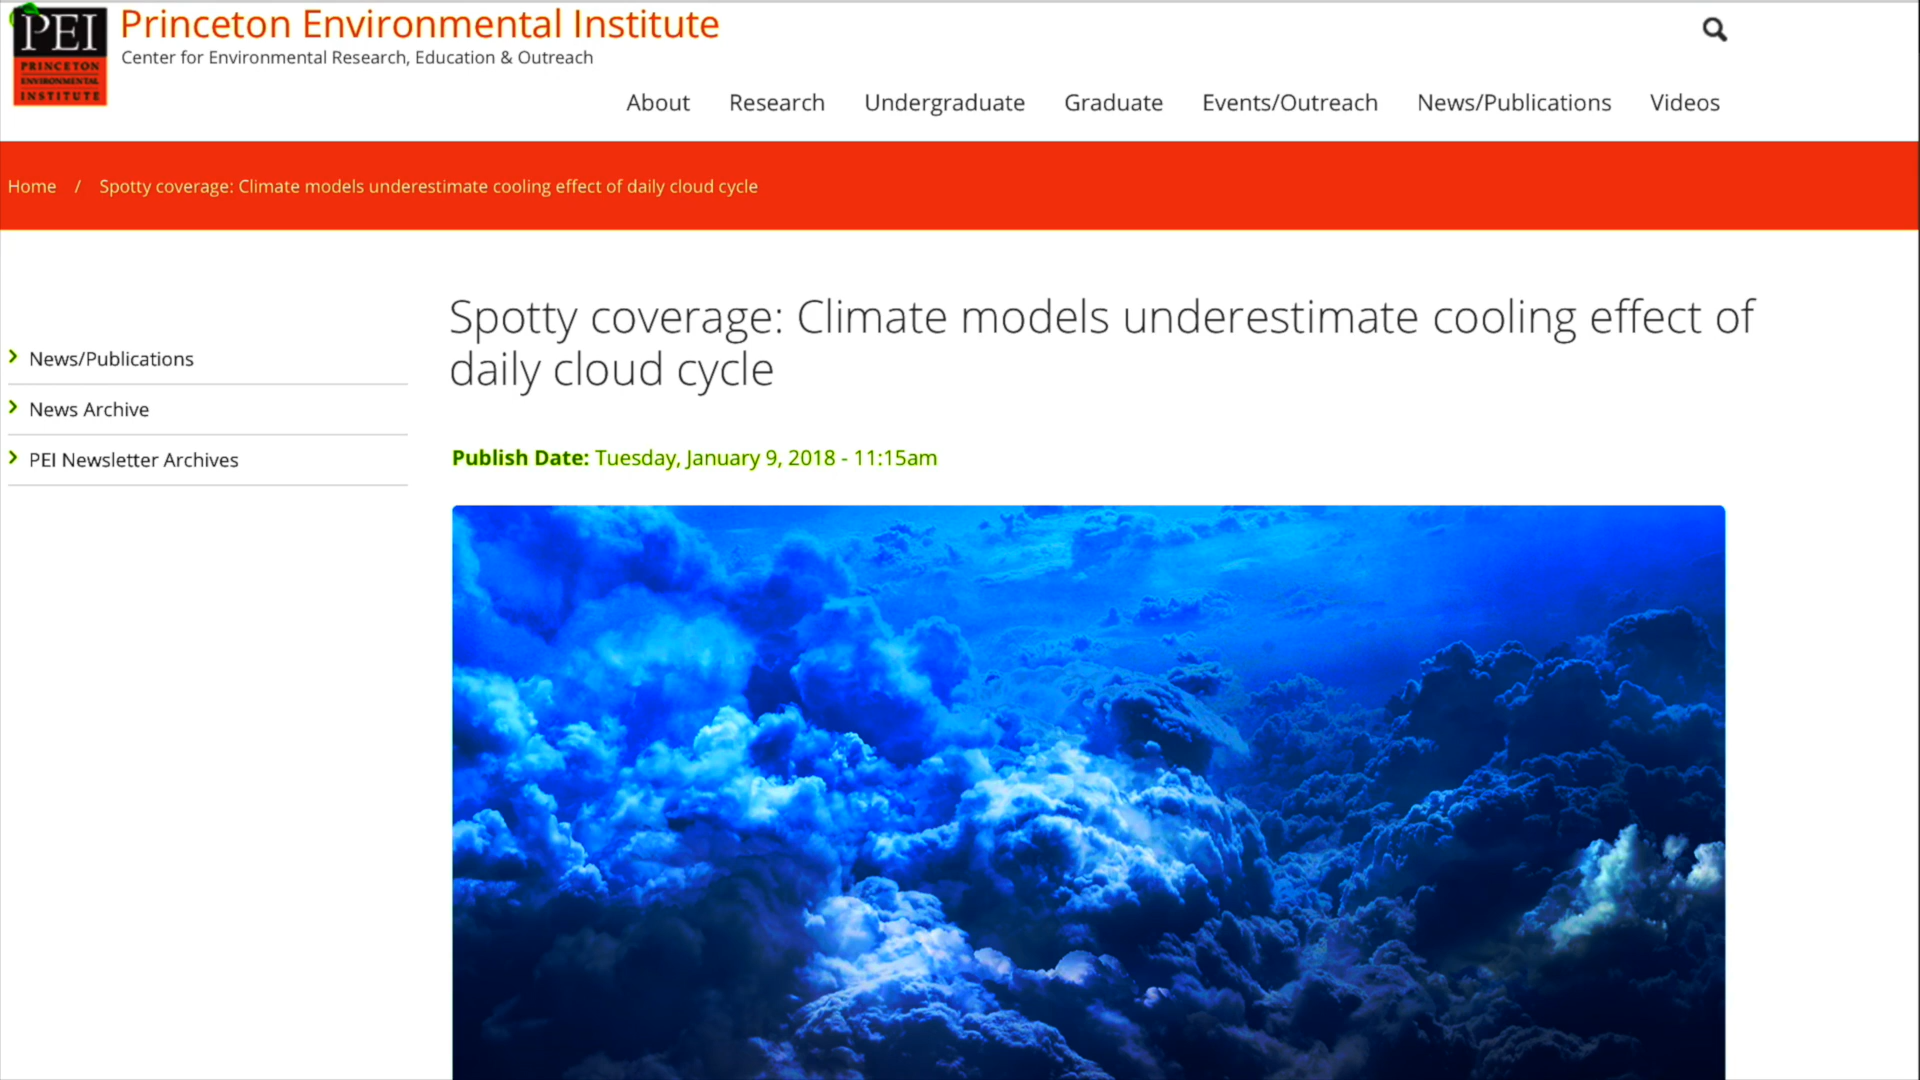 PEI
PRINCETON
ENVIRONMENTAL
INSTITUTE
Princeton Environmental Institute
Center for Environmental Research, Education & Outreach
About Research Undergraduate Graduate Events/Outreach News/Publications Videos
Home / Spotty coverage: Climate models underestimate cooling effect of daily cloud cycle
News/Publications
News Archive
PEI Newsletter Archives
Spotty coverage: Climate models underestimate cooling effect of
daily cloud cycle
Publish Date: Tuesday, January 9, 2018 - 11:15am